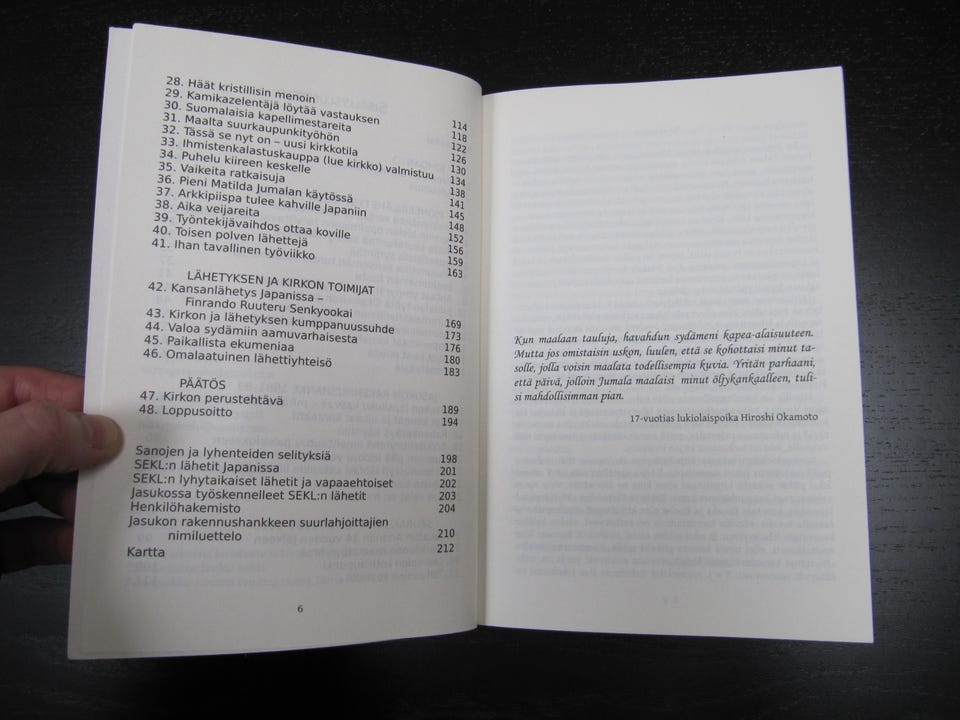 28. Häät kristillisin menoin 114
29. Kamikazelentäjä löytää vastauksen 118
30. Suomalaisia kapellimestareita 122
31. Maalta suurkaupunkityöhön 126
32. Tässä se nyt on – uusi kirkkotila 130
33. Ihmistenkalastuskauppa (lue kirkko) valmistuu 134
34. Puhelu kiireen keskelle 138
35. Vaikeita ratkaisuja 141
36. Pieni Matilda Jumalan käytössä 145
37. Arkkipiispa tulee kahville Japaniin 148
38. Aika veijareita 152
39. Työntekijävaihdos ottaa koville 156
40. Toisen polven lähettejä 159
41. Ihan tavallinen työviikko 163
LÄHETYKSEN JA KIRKON TOIMIJAT
42. Kansanlähetys Japanissa –
Finrando Ruuteru Senkyookai 169
43. Kirkon ja lähetyksen kumppanuussuhde 173
44. Valoa sydämiin aamuvarhaisesta 176
45. Paikallista ekumeniaa 180
46. Omalaatuinen lähettiyhteisö 183
PÄÄTÖS
47. Kirkon perustehtävä 189
48. Loppusoitto 194
Sanojen ja lyhenteiden selityksiä 198
SEKL:n lähetit Japanissa 201
SEKL:n lyhytaikaiset lähetit ja vapaaehtoiset 202
Jasukossa työskennelleet SEKL:n lähetit 203
Henkilöhakemisto 204
Jasukon rakennushankkeen suurlahjoittajien
nimiluettelo 210
Kartta 212
6
Kun maalaan tauluja, havahdun sydämeni kapea-alaisuuteen.
Mutta jos omistaisin uskon, luulen, että se kohottaisi minut ta-
solle, jolla voisin maalata todellisempia kuvia. Yritän parhaani,
että päivä, jolloin Jumala maalaisi minut öljykankaalleen, tuli-
si mahdollisimman pian.
17-vuotias lukiolaispoika Hiroshi Okamoto